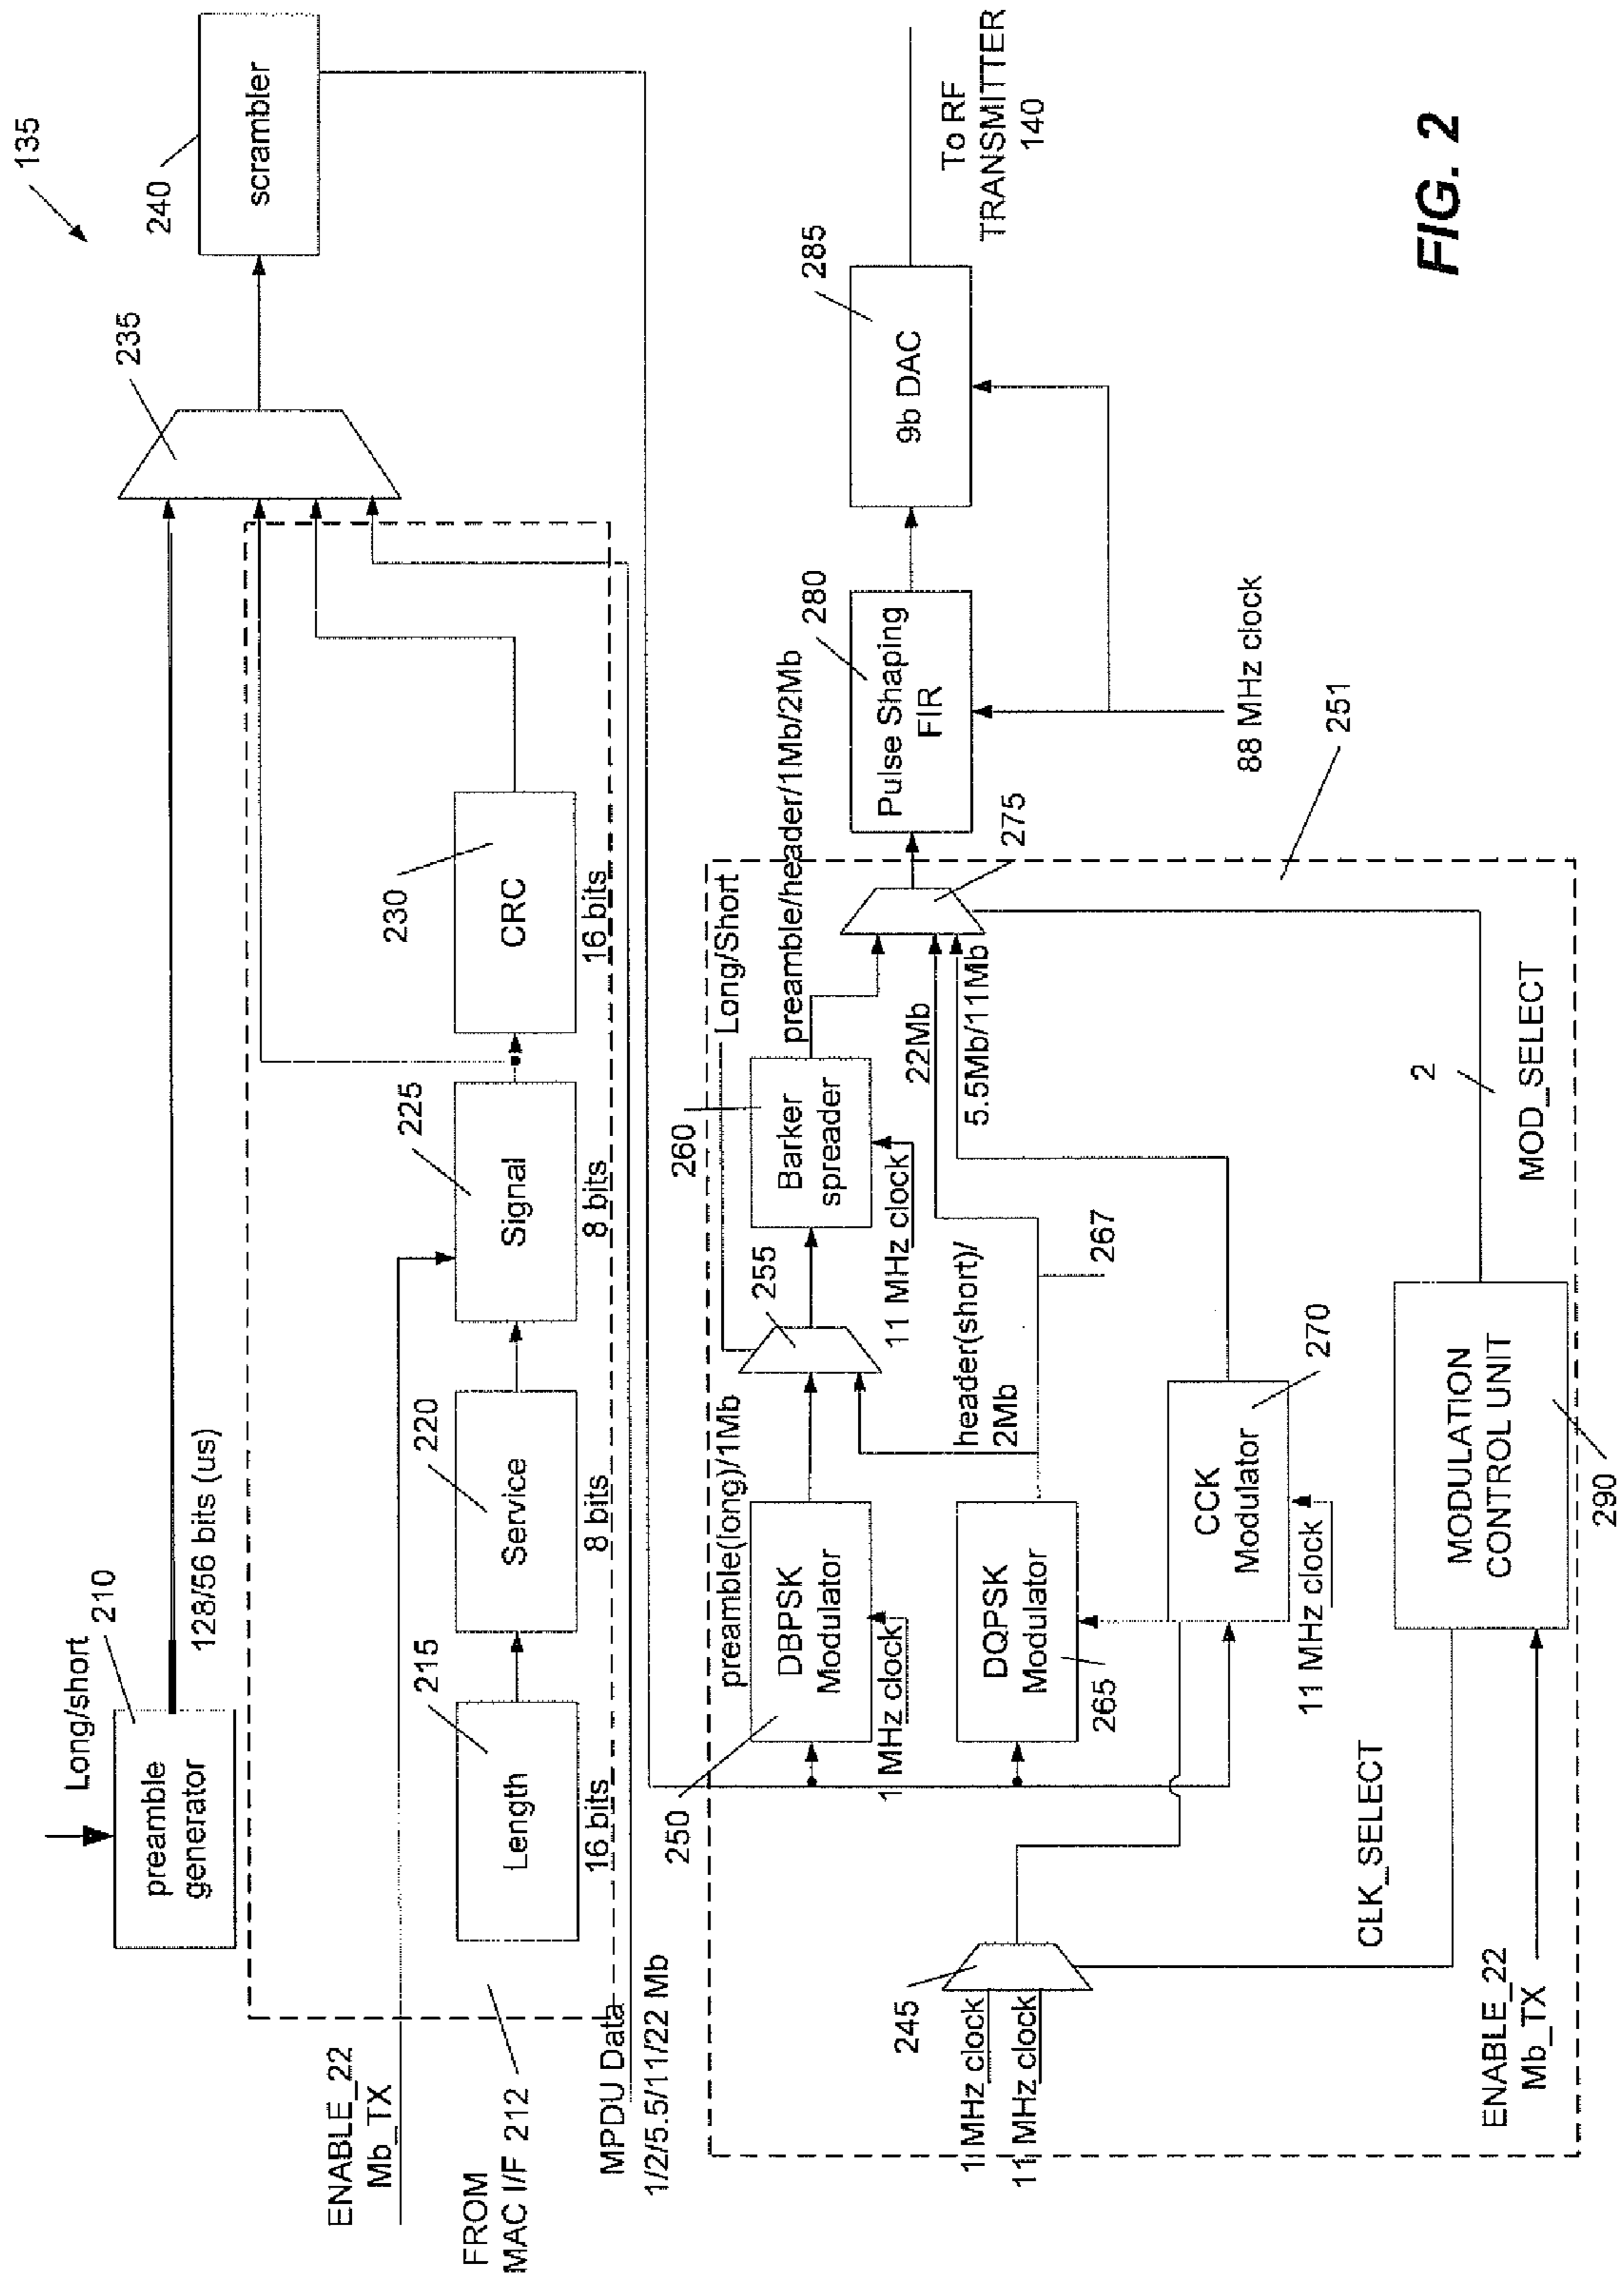 135
Long/short
210
preamble
generator
128/56 bits (us)
235
240
scrambler
ENABLE_22
Mb_TX
FROM
MAC I/F 212
215
Length
16 bits
220
Service
8 bits
225
Signal
8 bits
230
CRC
16 bits
MPDU Data
1/2/5.5/11/22 Mb
250
preamble(long)/1Mb
DBPSK
Modulator
1 MHz clock
255
Long/Short
260
Barker
spreader
11 MHz clock
preamble/header/1Mb/2Mb
275
280
Pulse Shaping
FIR
285
9b DAC
To RF
TRANSMITTER
140
88 MHz clock
251
245
1 MHz clock
11 MHz clock
DQPSK
Modulator
265
header(short)/
2Mb
267
22Mb
5.5Mb/11Mb
CCK
Modulator
270
11 MHz clock
CLK_SELECT
ENABLE_22
Mb_TX
MODULATION
CONTROL UNIT
290
2
MOD_SELECT
FIG. 2